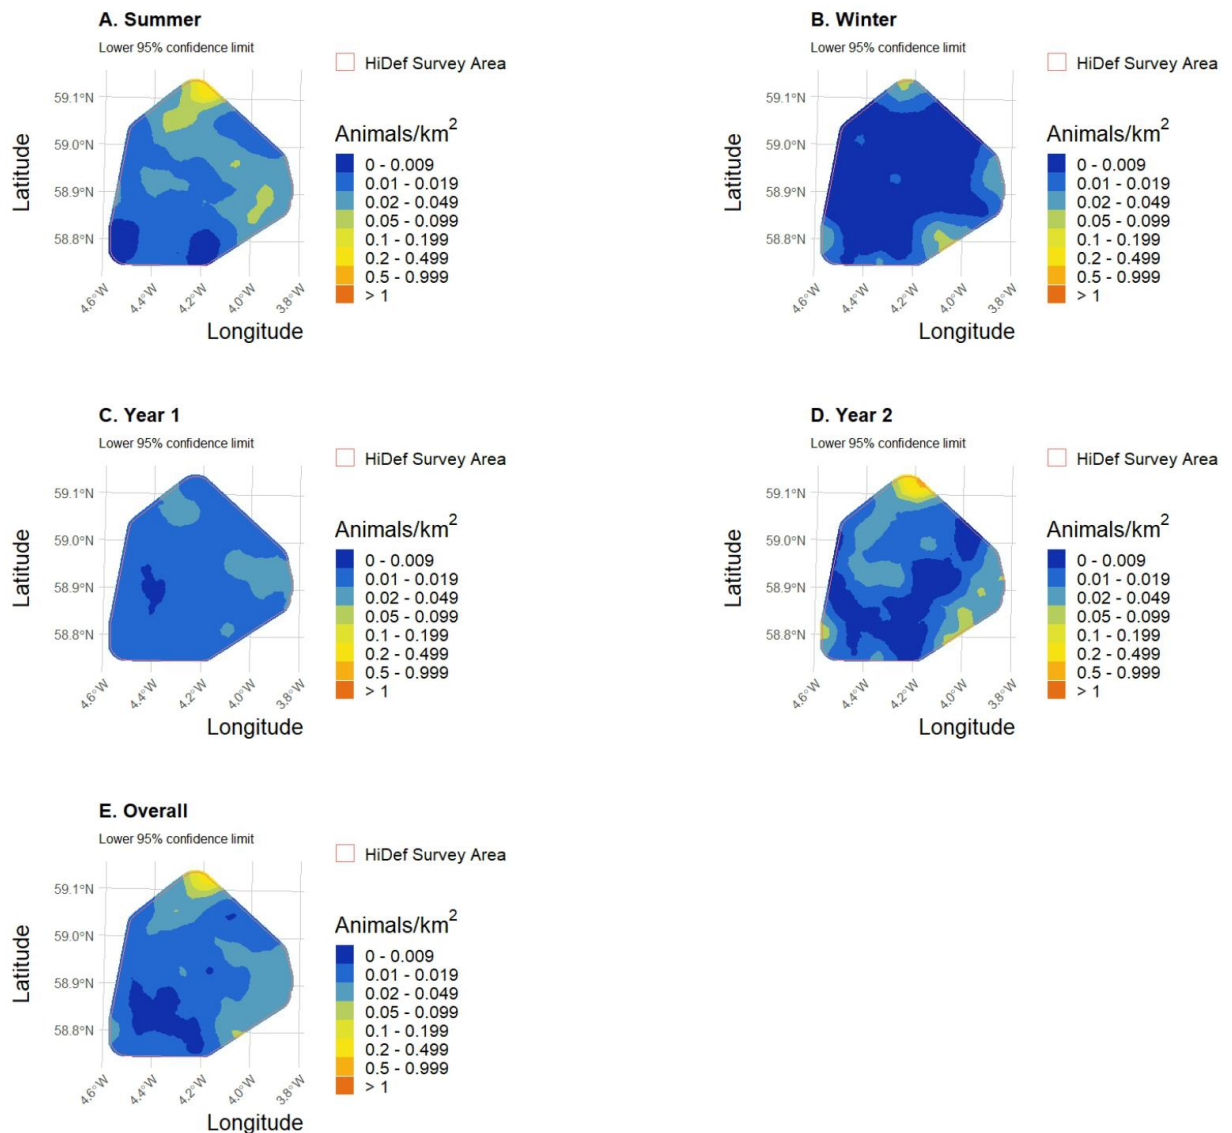 A. Summer
Lower 95% confidence limit
HiDef Survey Area
59.1°N
59.0°N
58.9°N
58.8°N
Latitude
4.6°W
4.4°W
4.2°W
4.0°W
3.8°W
Longitude
Animals/km²
0 - 0.009
0.01 - 0.019
0.02 - 0.049
0.05 - 0.099
0.1 - 0.199
0.2 - 0.499
0.5 - 0.999
> 1
B. Winter
Lower 95% confidence limit
HiDef Survey Area
59.1°N
59.0°N
58.9°N
58.8°N
Latitude
4.6°W
4.4°W
4.2°W
4.0°W
3.8°W
Longitude
Animals/km²
0 - 0.009
0.01 - 0.019
0.02 - 0.049
0.05 - 0.099
0.1 - 0.199
0.2 - 0.499
0.5 - 0.999
> 1
C. Year 1
Lower 95% confidence limit
HiDef Survey Area
59.1°N
59.0°N
58.9°N
58.8°N
Latitude
4.6°W
4.4°W
4.2°W
4.0°W
3.8°W
Longitude
Animals/km²
0 - 0.009
0.01 - 0.019
0.02 - 0.049
0.05 - 0.099
0.1 - 0.199
0.2 - 0.499
0.5 - 0.999
> 1
D. Year 2
Lower 95% confidence limit
HiDef Survey Area
59.1°N
59.0°N
58.9°N
58.8°N
Latitude
4.6°W
4.4°W
4.2°W
4.0°W
3.8°W
Longitude
Animals/km²
0 - 0.009
0.01 - 0.019
0.02 - 0.049
0.05 - 0.099
0.1 - 0.199
0.2 - 0.499
0.5 - 0.999
> 1
E. Overall
Lower 95% confidence limit
HiDef Survey Area
59.1°N
59.0°N
58.9°N
58.8°N
Latitude
4.6°W
4.4°W
4.2°W
4.0°W
3.8°W
Longitude
Animals/km²
0 - 0.009
0.01 - 0.019
0.02 - 0.049
0.05 - 0.099
0.1 - 0.199
0.2 - 0.499
0.5 - 0.999
> 1